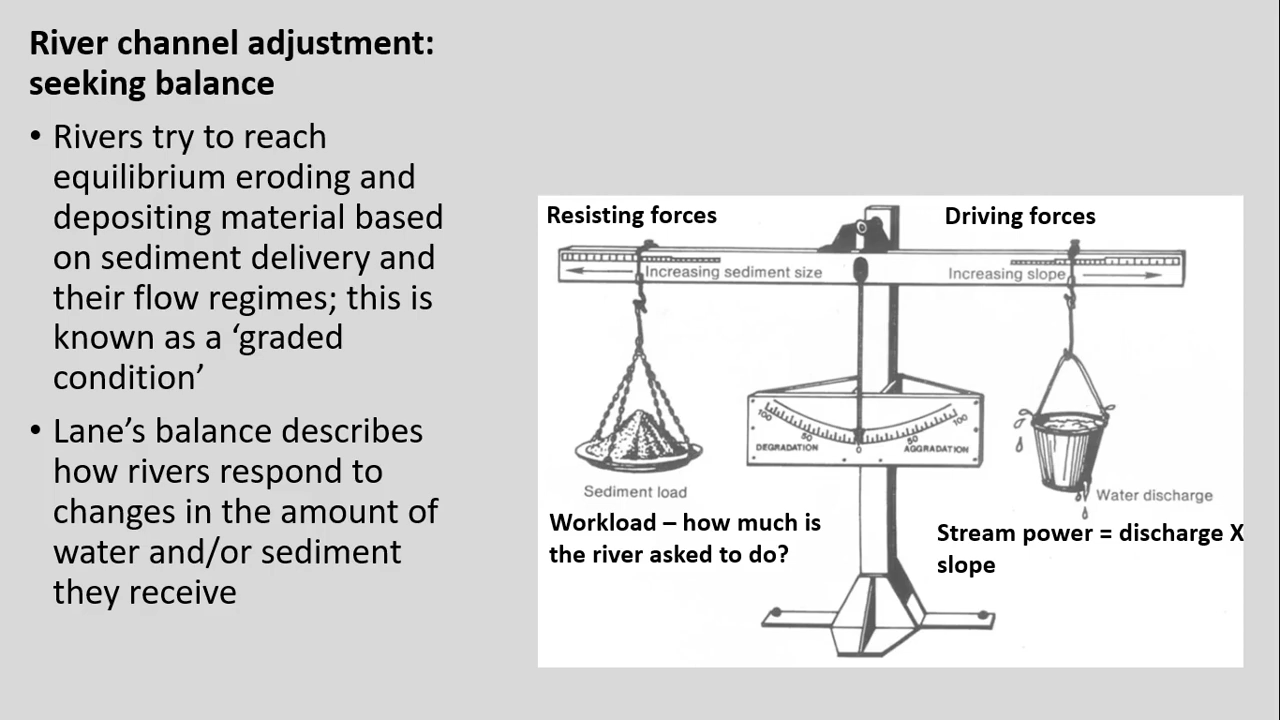 River channel adjustment:
seeking balance
• Rivers try to reach
equilibrium eroding and
depositing material based
on sediment delivery and
their flow regimes; this is
known as a ‘graded
condition’
• Lane’s balance describes
how rivers respond to
changes in the amount of
water and/or sediment
they receive
Resisting forces
Driving forces
Increasing sediment size
Increasing slope
100
50
0
50
100
DEGRADATION
AGGRADATION
Sediment load
Water discharge
Workload – how much is
the river asked to do?
Stream power = discharge X
slope